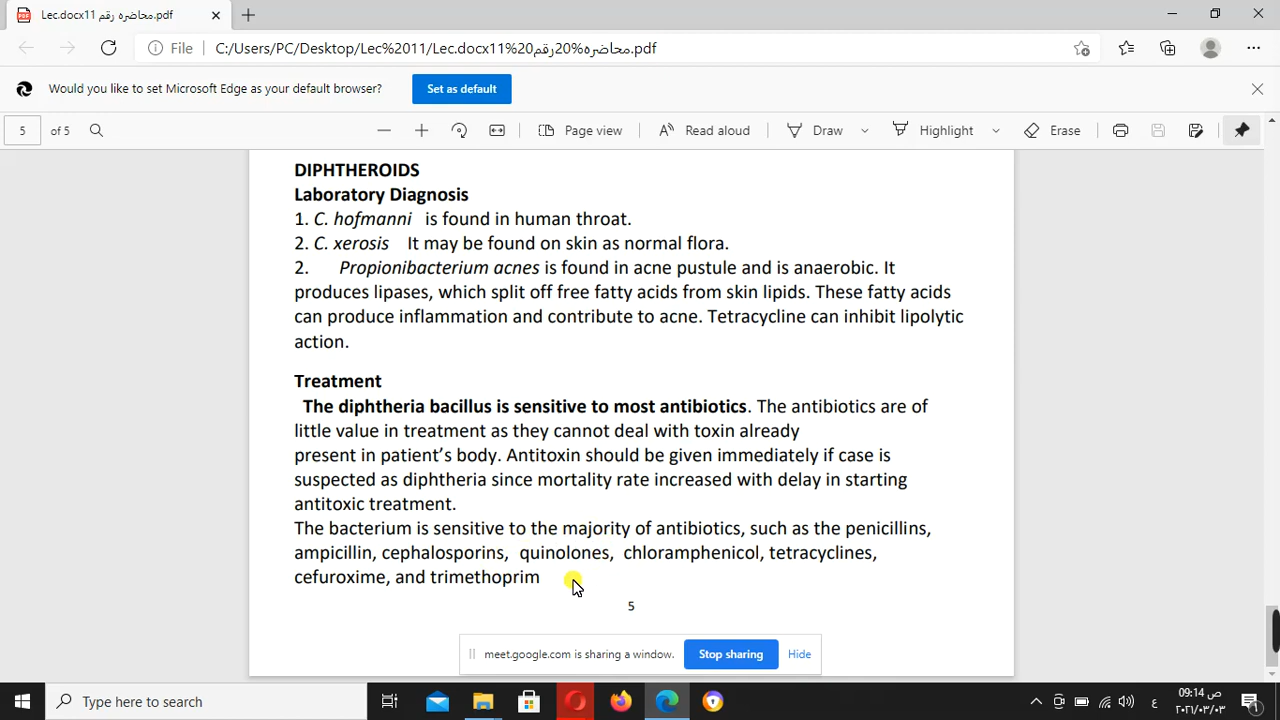 Lec.docx11 محاضره رقم.pdf
File
C:/Users/PC/Desktop/Lec%2011/Lec.docx11%20محاضره%20رقم.pdf
Would you like to set Microsoft Edge as your default browser?
Set as default
5
of 5
Page view
Read aloud
Draw
Highlight
Erase
DIPHTHEROIDS
Laboratory Diagnosis
1. C. hofmanni is found in human throat.
2. C. xerosis It may be found on skin as normal flora.
2. Propionibacterium acnes is found in acne pustule and is anaerobic. It
produces lipases, which split off free fatty acids from skin lipids. These fatty acids
can produce inflammation and contribute to acne. Tetracycline can inhibit lipolytic
action.
Treatment
The diphtheria bacillus is sensitive to most antibiotics. The antibiotics are of
little value in treatment as they cannot deal with toxin already
present in patient's body. Antitoxin should be given immediately if case is
suspected as diphtheria since mortality rate increased with delay in starting
antitoxic treatment.
The bacterium is sensitive to the majority of antibiotics, such as the penicillins,
ampicillin, cephalosporins, quinolones, chloramphenicol, tetracyclines,
cefuroxime, and trimethoprim
5
meet.google.com is sharing a window.
Stop sharing
Hide
Type here to search
ع
09:14 ص
٢٠٢١/٠٣/٠٣
1